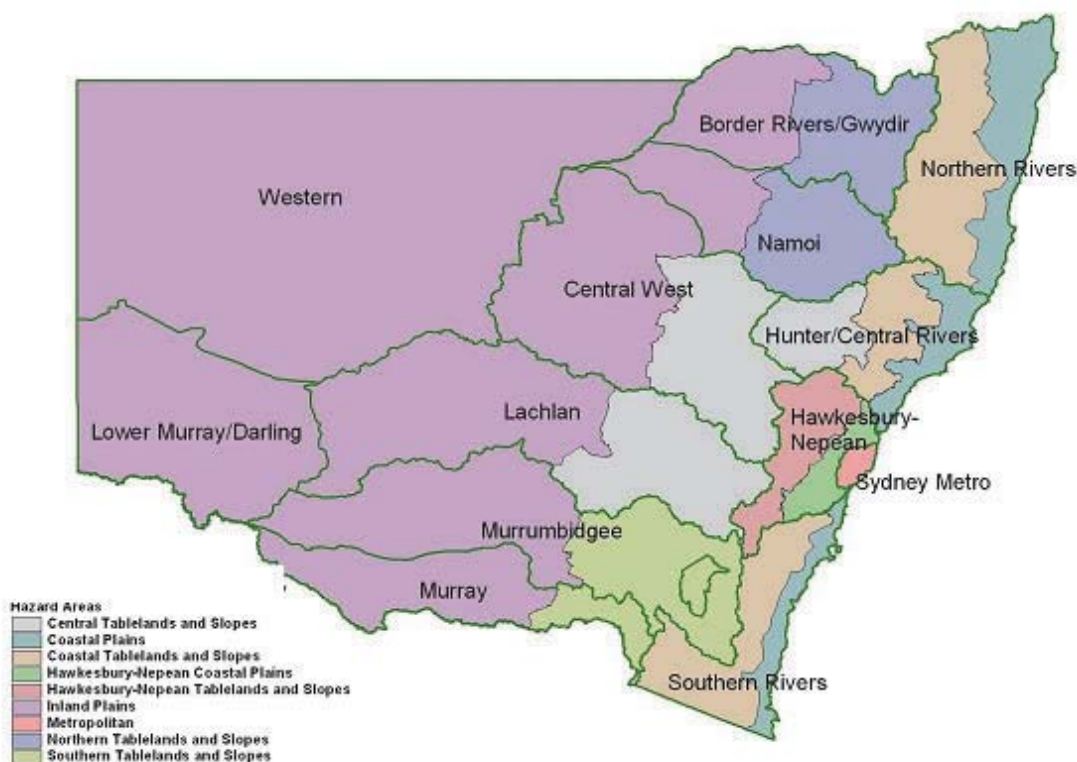 Border Rivers/Gwydir
Northern Rivers
Western
Namoi
Central West
Hunter/Central Rivers
Lachlan
Hawkesbury-
Nepean
Lower Murray/Darling
Sydney Metro
Murrumbidgee
Murray
Southern Rivers
Hazard Areas
Central Tablelands and Slopes
Coastal Plains
Coastal Tablelands and Slopes
Hawkesbury-Nepean Coastal Plains
Hawkesbury-Nepean Tablelands and Slopes
Inland Plains
Metropolitan
Northern Tablelands and Slopes
Southern Tablelands and Slopes